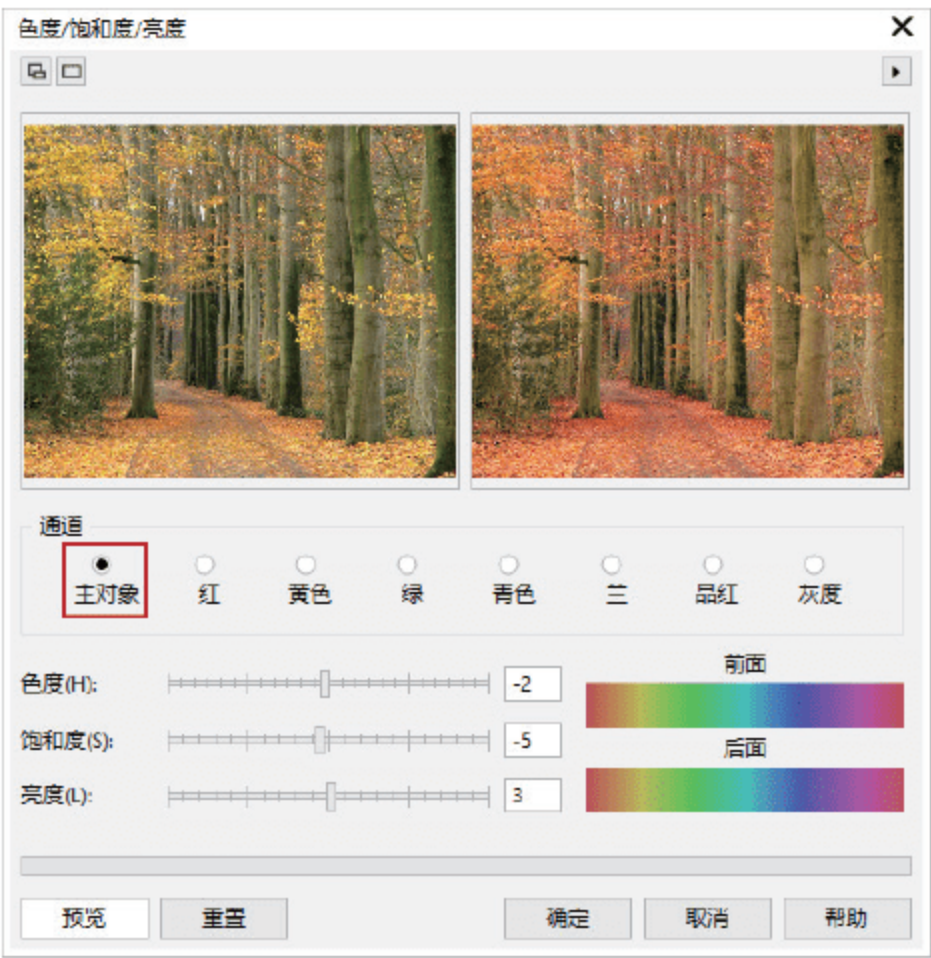 色度/饱和度/亮度
通道
主对象 红 黄色 绿 青色 兰 品红 灰度
前面
色度(H): -2
饱和度(S): -5
后面
亮度(L): 3
预览 重置 确定 取消 帮助